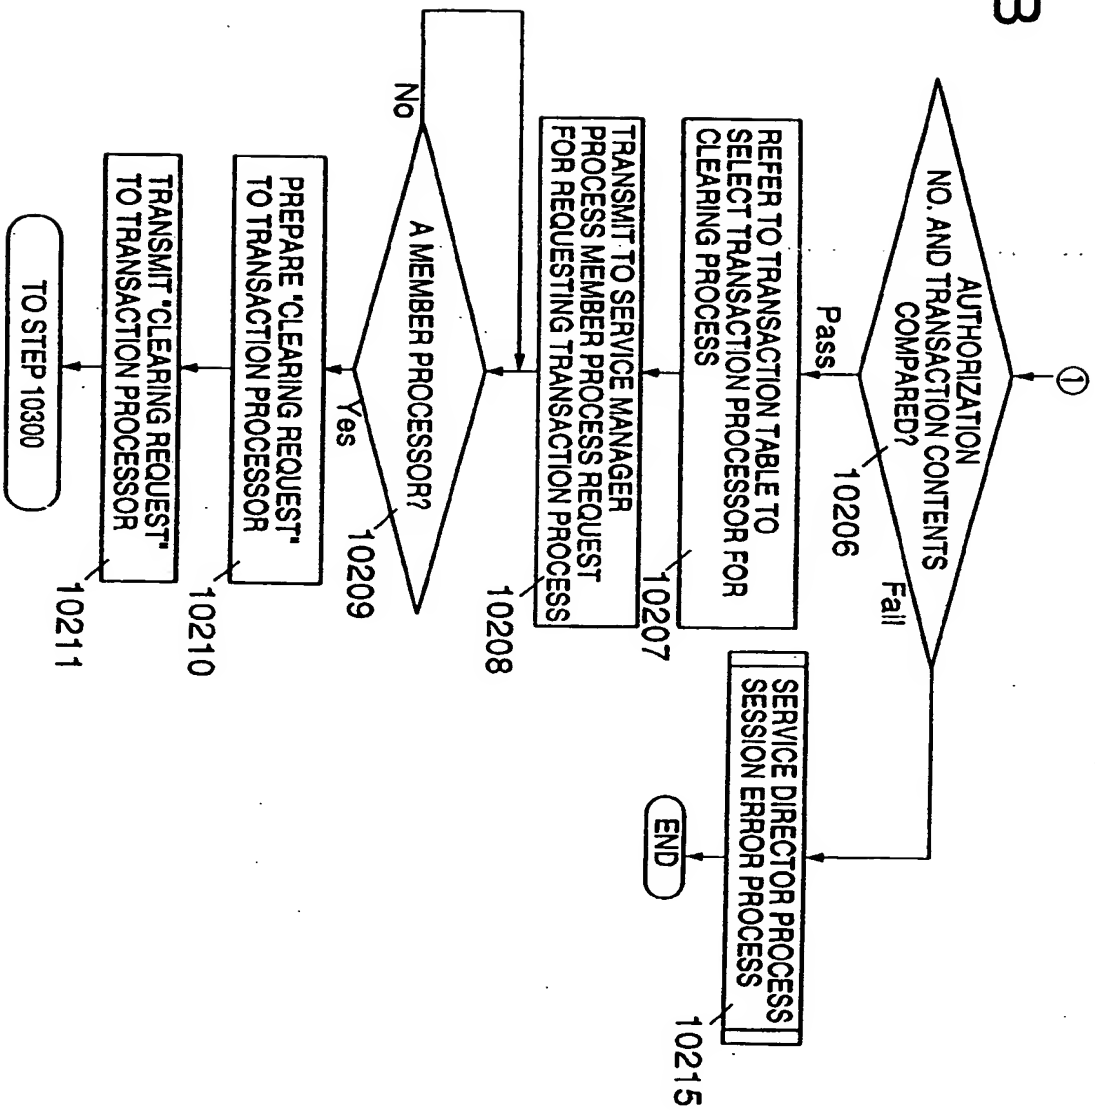 B
①
AUTHORIZATION
NO. AND TRANSACTION CONTENTS
COMPARED?
10206
Pass
Fail
REFER TO TRANSACTION TABLE TO
SELECT TRANSACTION PROCESSOR FOR
CLEARING PROCESS
10207
SERVICE DIRECTOR PROCESS
SESSION ERROR PROCESS
10215
END
TRANSMIT TO SERVICE MANAGER
PROCESS MEMBER PROCESS REQUEST
FOR REQUESTING TRANSACTION PROCESS
10208
A MEMBER PROCESSOR?
10209
No
Yes
PREPARE "CLEARING REQUEST"
TO TRANSACTION PROCESSOR
10210
TRANSMIT "CLEARING REQUEST"
TO TRANSACTION PROCESSOR
10211
TO STEP 10300